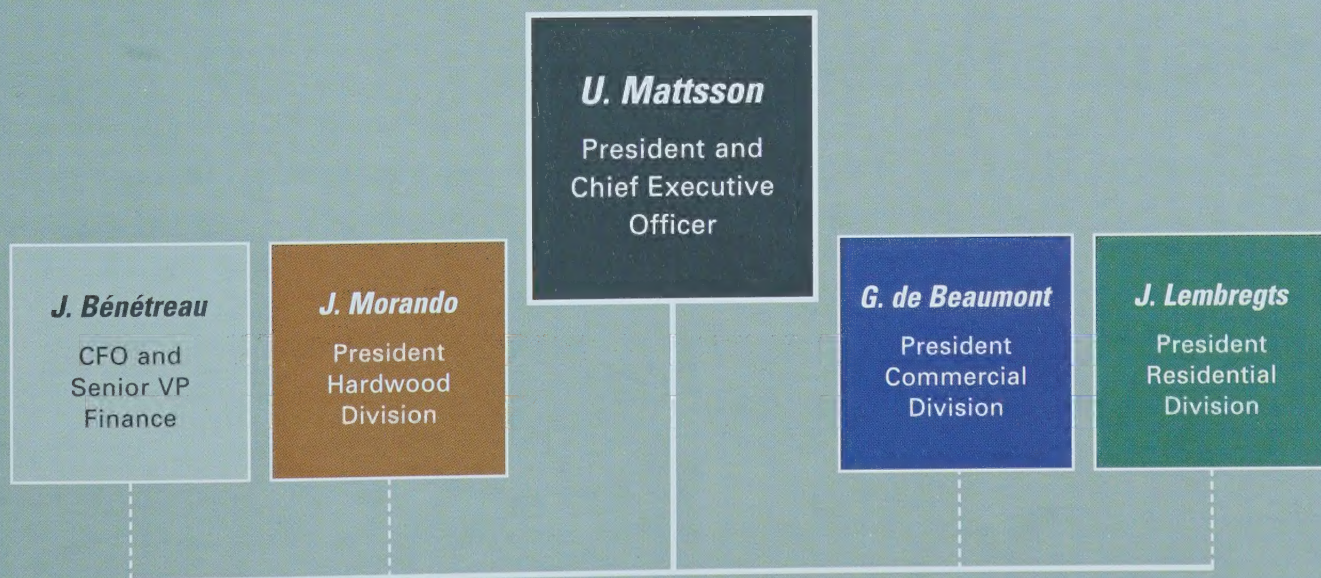 U. Mattsson
President and
Chief Executive
Officer
J. Bénétreau
CFO and
Senior VP
Finance
J. Morando
President
Hardwood
Division
G. de Beaumont
President
Commercial
Division
J. Lembregts
President
Residential
Division